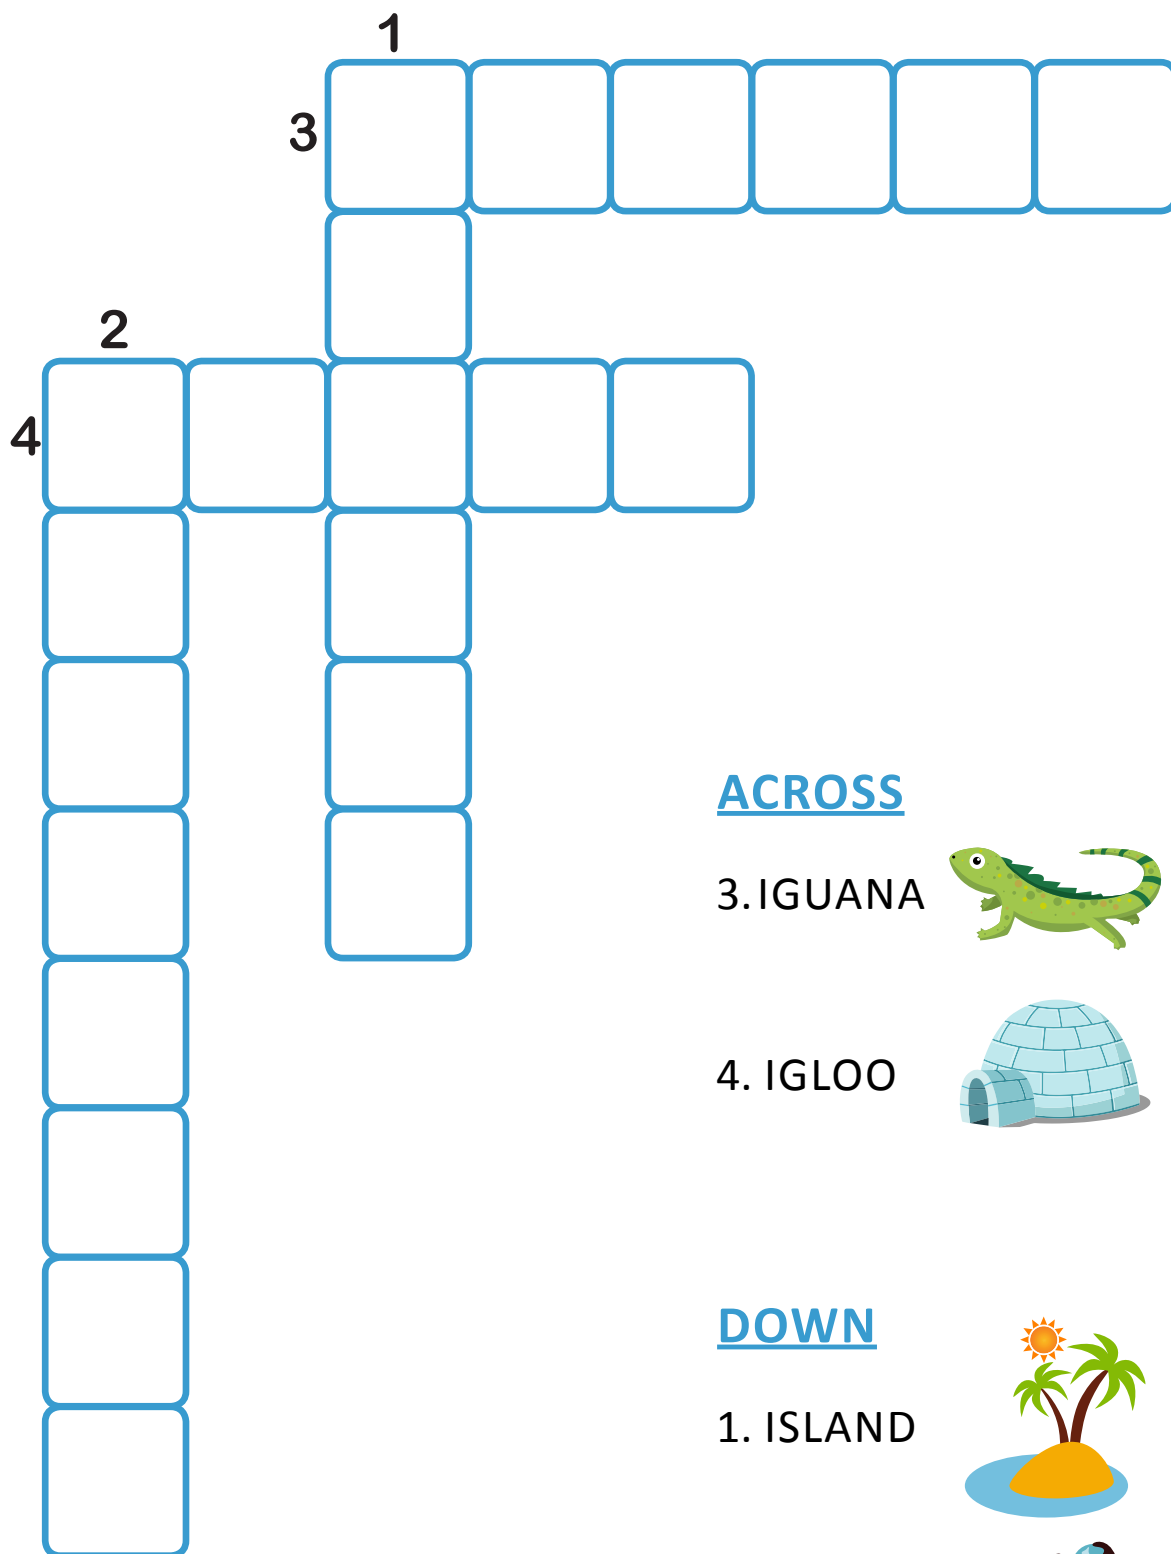 1
3
2
4
ACROSS
3. IGUANA
4. IGLOO
DOWN
1. ISLAND